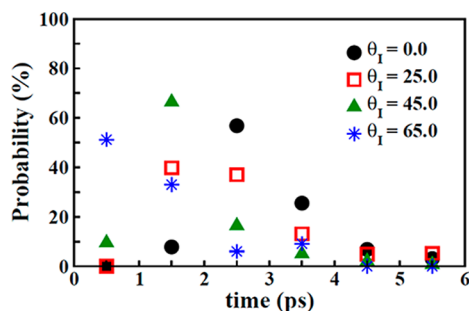 100
80
60
40
20
0
Probability (%)
θI = 0.0
θI = 25.0
θI = 45.0
θI = 65.0
0 1 2 3 4 5 6
time (ps)